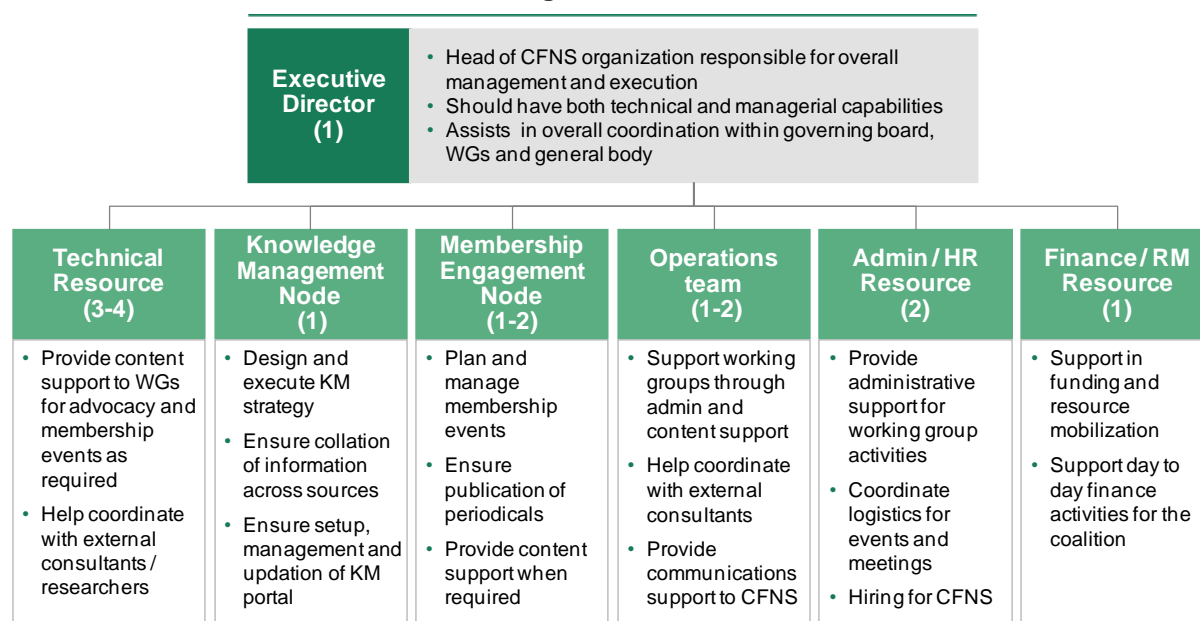 Executive
Director
(1)
• Head of CFNS organization responsible for overall
management and execution
• Should have both technical and managerial capabilities
• Assists in overall coordination within governing board,
WGs and general body
Technical
Resource
(3-4)
• Provide content
support to WGs
for advocacy and
membership
events as
required
• Help coordinate
with external
consultants /
researchers
Knowledge
Management
Node
(1)
• Design and
execute KM
strategy
• Ensure collation
of information
across sources
• Ensure setup,
management and
updation of KM
portal
Membership
Engagement
Node
(1-2)
• Plan and
manage
membership
events
• Ensure
publication of
periodicals
• Provide content
support when
required
Operations
team
(1-2)
• Support working
groups through
admin and
content support
• Help coordinate
with external
consultants
• Provide
communications
support to CFNS
Admin / HR
Resource
(2)
• Provide
administrative
support for
working group
activities
• Coordinate
logistics for
events and
meetings
• Hiring for CFNS
Finance / RM
Resource
(1)
• Support in
funding and
resource
mobilization
• Support day to
day finance
activities for the
coalition